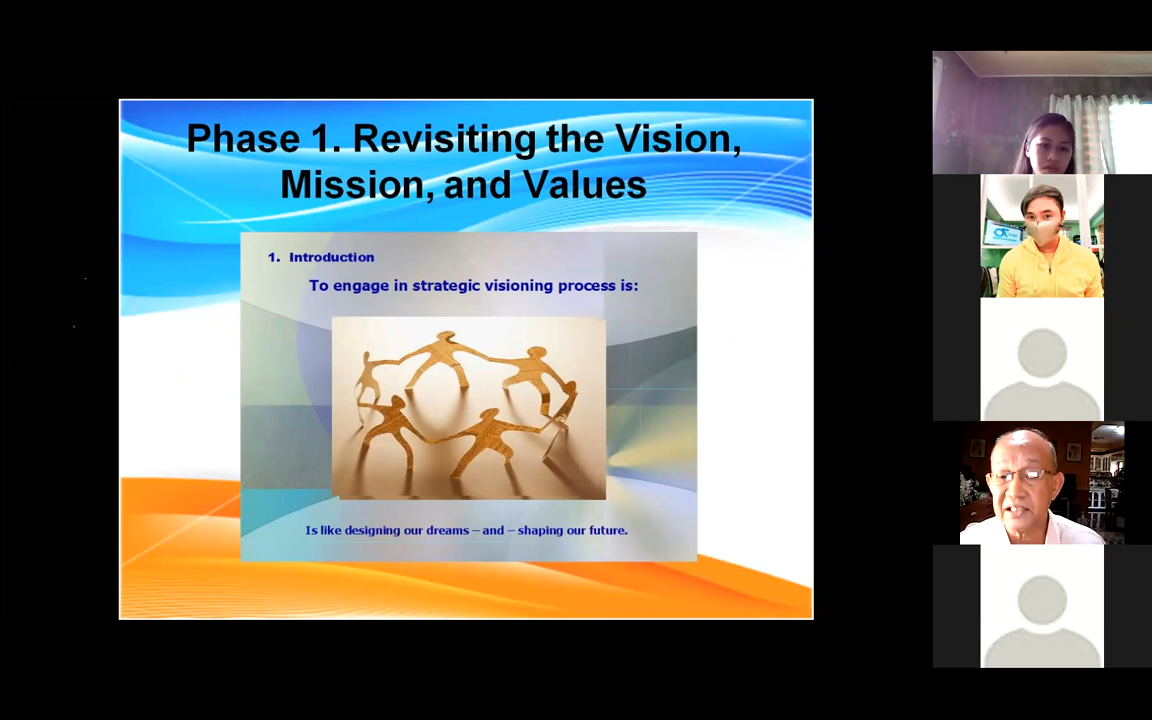 Phase 1. Revisiting the Vision,
Mission, and Values
1. Introduction
To engage in strategic visioning process is:
Is like designing our dreams – and – shaping our future.